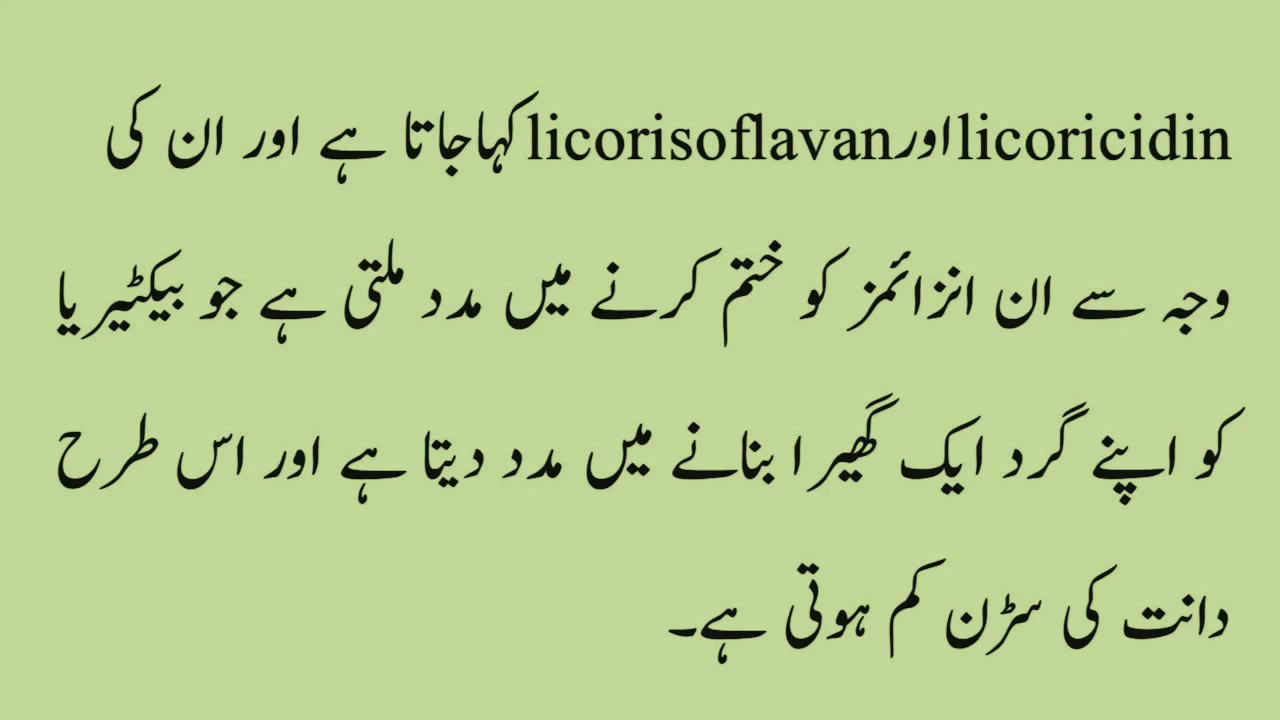 licoricidin اور licorisoflavan کہا جاتا ہے اور ان کی
وجہ سے ان انزائمز کو ختم کرنے میں مدد ملتی ہے جو بیکٹیریا
کو اپنے گرد ایک گھیرا بنانے میں مدد دیتا ہے اور اس طرح
دانت کی سڑن کم ہوتی ہے۔